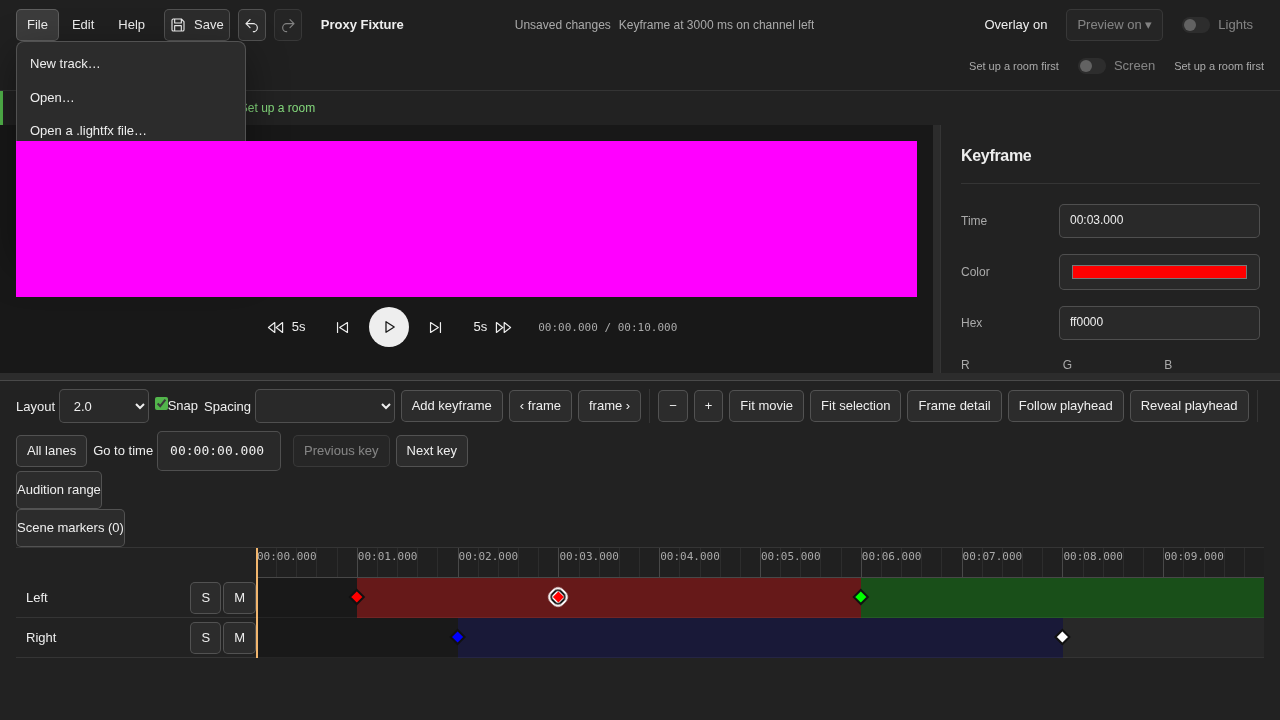 File Edit Help Save Proxy Fixture Unsaved changes Keyframe at 3000 ms on channel left Overlay on Preview on ▾ Lights
Set up a room first Screen Set up a room first
New track…
Open…
Open a .lightfx file…
Set up a room
Keyframe
Time 00:03.000
Color
Hex ff0000
R G B
5s 5s 00:00.000 / 00:10.000
Layout 2.0 Snap Spacing Add keyframe ‹ frame frame › − + Fit movie Fit selection Frame detail Follow playhead Reveal playhead
All lanes Go to time 00:00:00.000 Previous key Next key
Audition range
Scene markers (0)
00:00.000 00:01.000 00:02.000 00:03.000 00:04.000 00:05.000 00:06.000 00:07.000 00:08.000 00:09.000
Left S M
Right S M